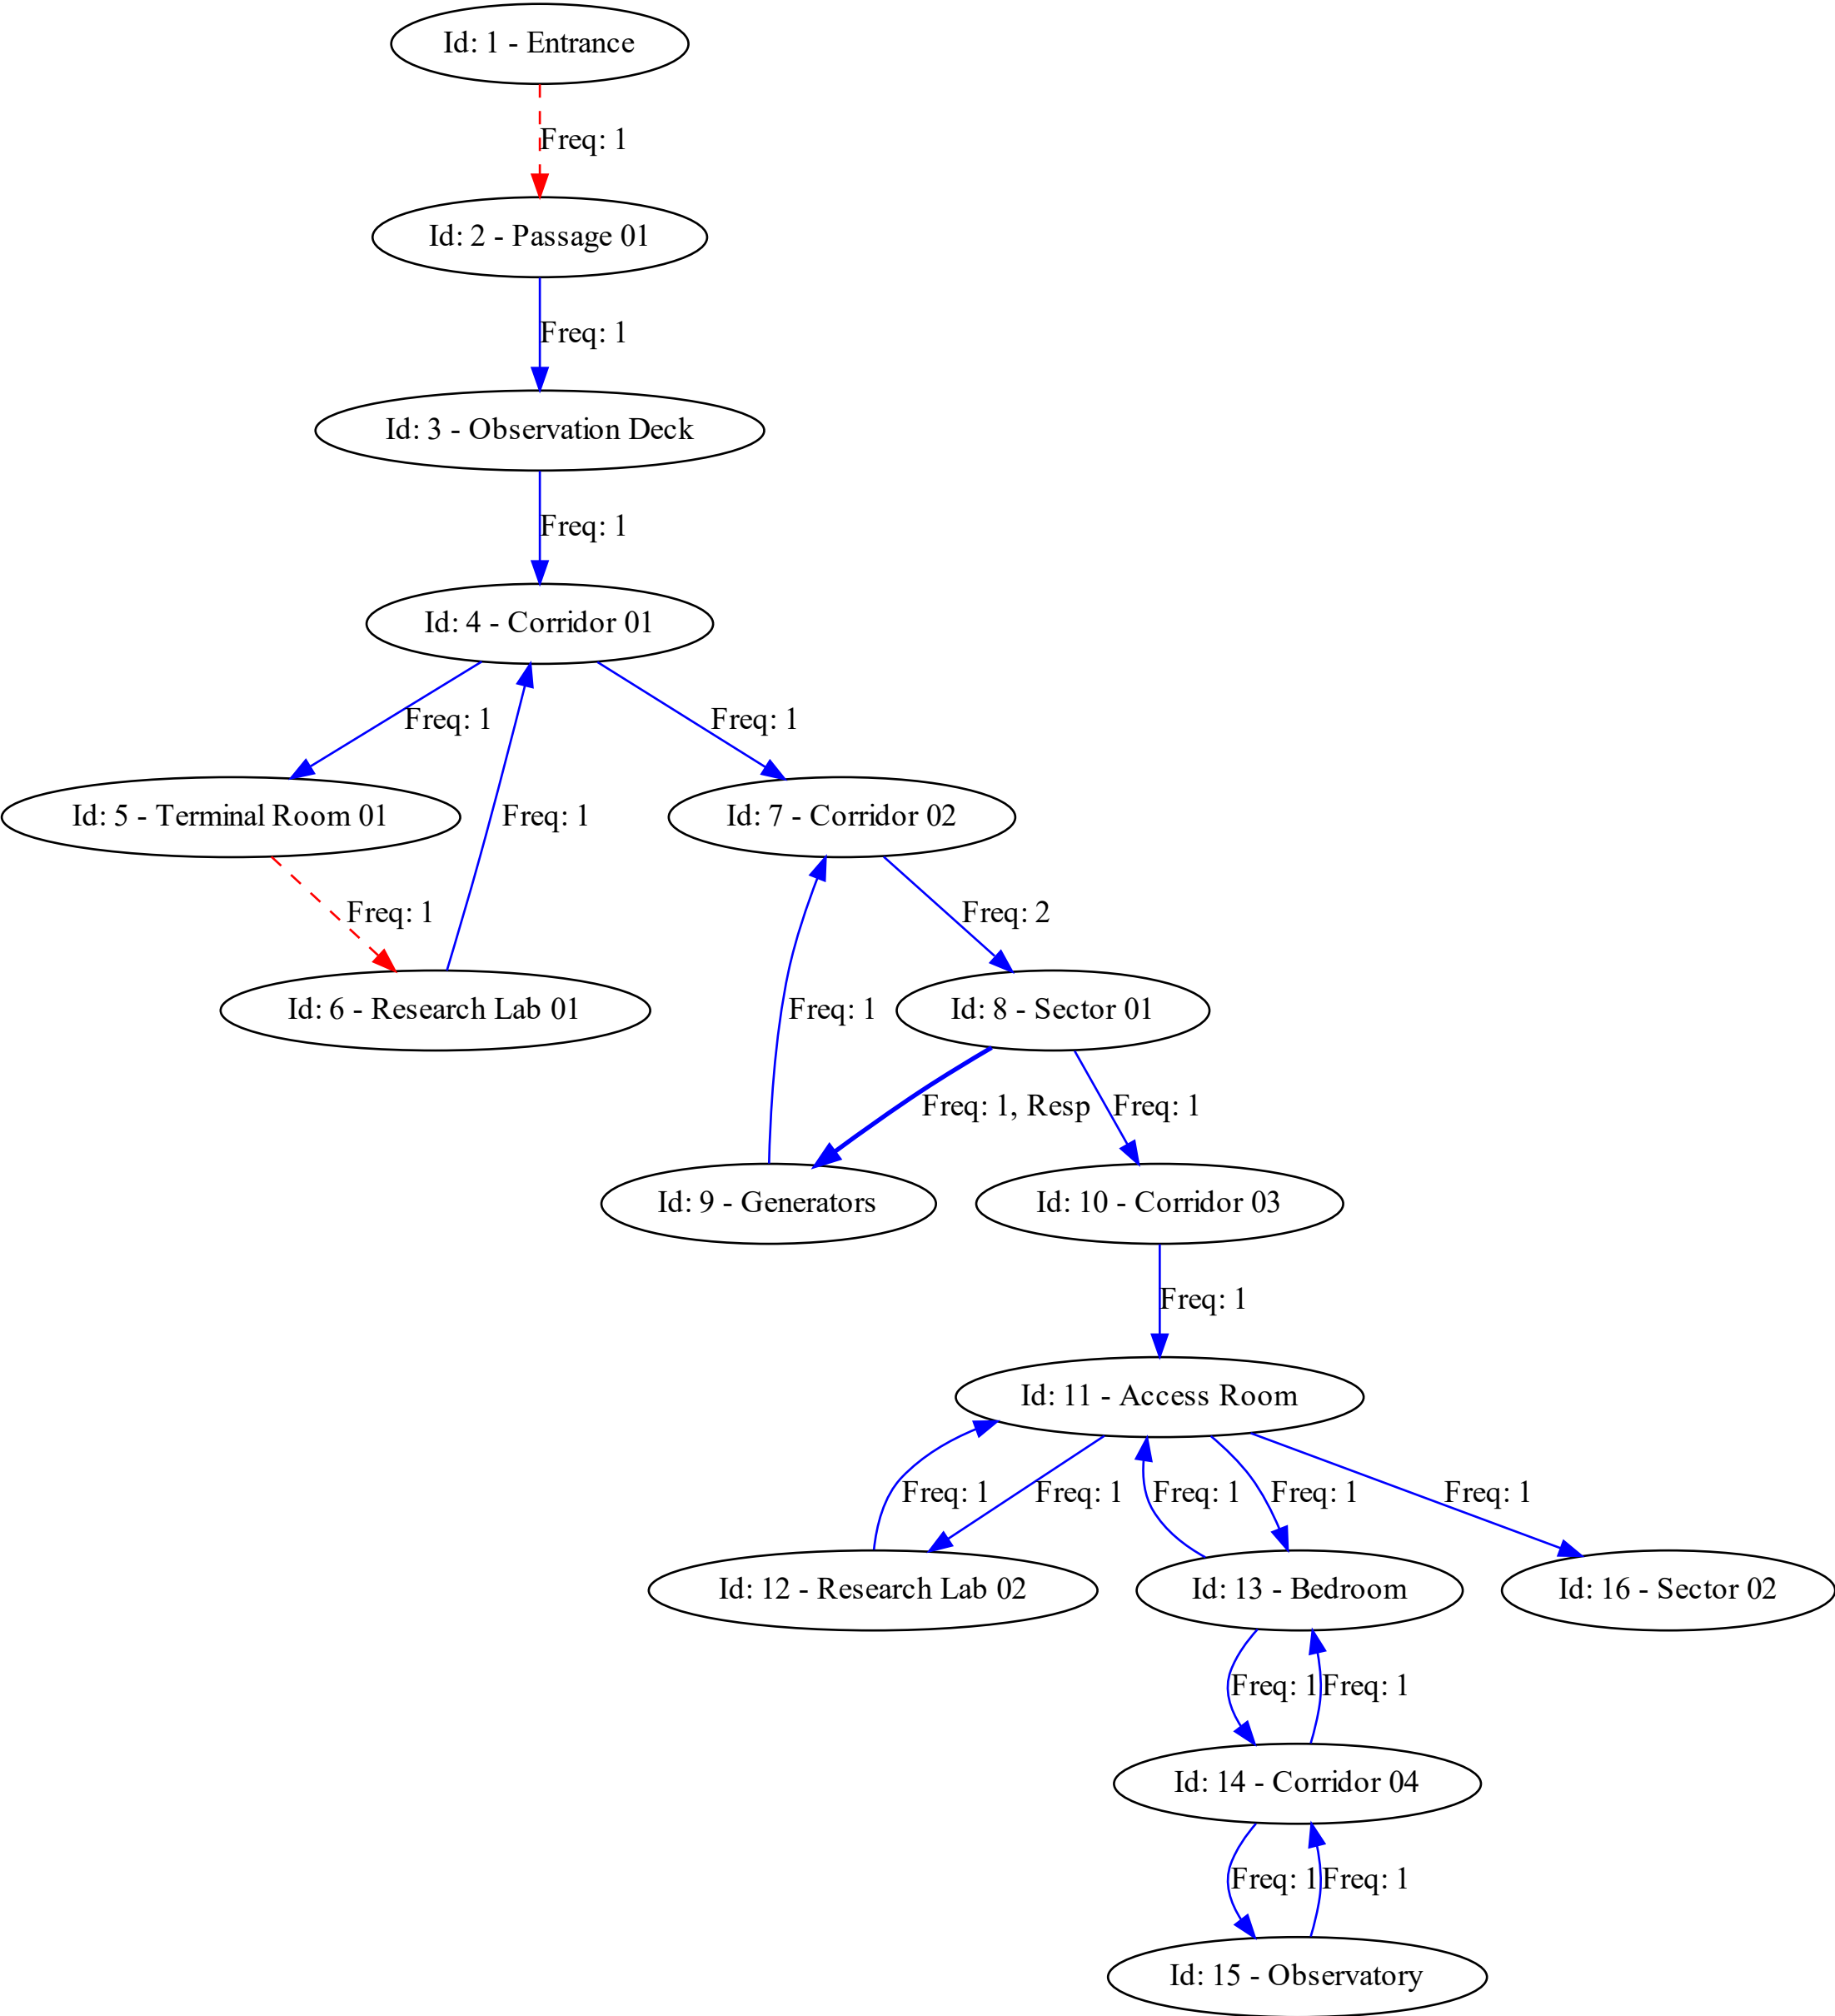 Id: 1 - Entrance
Freq: 1
Id: 2 - Passage 01
Freq: 1
Id: 3 - Observation Deck
Freq: 1
Id: 4 - Corridor 01
Freq: 1
Freq: 1
Id: 5 - Terminal Room 01
Freq: 1
Id: 7 - Corridor 02
Freq: 1
Freq: 2
Id: 6 - Research Lab 01
Freq: 1
Id: 8 - Sector 01
Freq: 1, Resp
Freq: 1
Id: 9 - Generators
Id: 10 - Corridor 03
Freq: 1
Id: 11 - Access Room
Freq: 1
Freq: 1
Freq: 1
Freq: 1
Freq: 1
Id: 12 - Research Lab 02
Id: 13 - Bedroom
Id: 16 - Sector 02
Freq: 1
Freq: 1
Id: 14 - Corridor 04
Freq: 1
Freq: 1
Id: 15 - Observatory